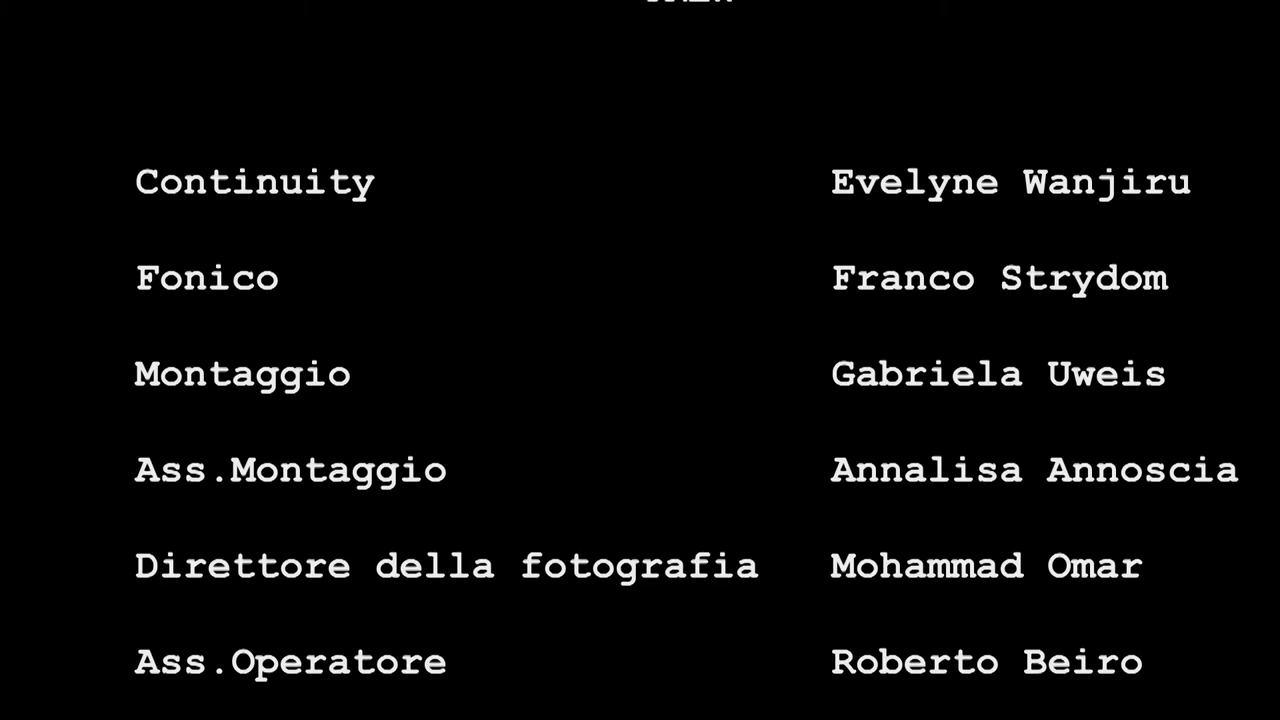 Continuity Evelyne Wanjiru
Fonico Franco Strydom
Montaggio Gabriela Uweis
Ass.Montaggio Annalisa Annoscia
Direttore della fotografia Mohammad Omar
Ass.Operatore Roberto Beiro